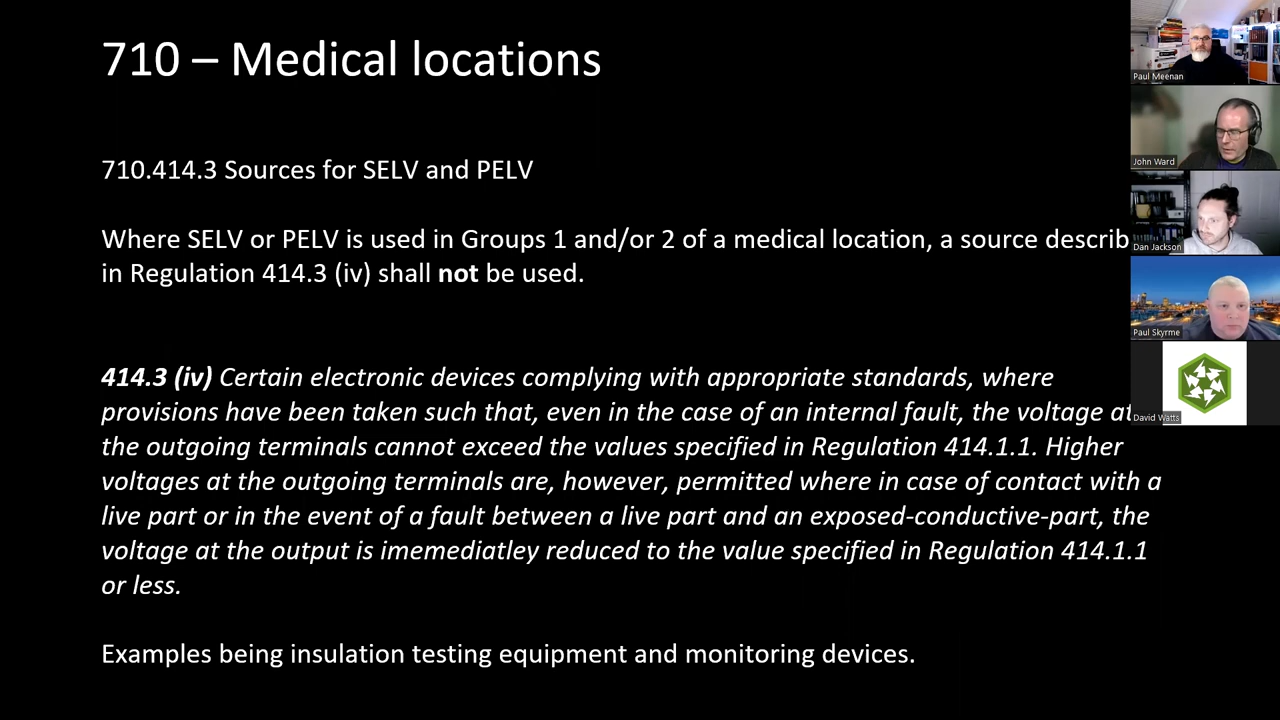 710 – Medical locations
710.414.3 Sources for SELV and PELV
Where SELV or PELV is used in Groups 1 and/or 2 of a medical location, a source describ
in Regulation 414.3 (iv) shall not be used.
414.3 (iv) Certain electronic devices complying with appropriate standards, where
provisions have been taken such that, even in the case of an internal fault, the voltage at
the outgoing terminals cannot exceed the values specified in Regulation 414.1.1. Higher
voltages at the outgoing terminals are, however, permitted where in case of contact with a
live part or in the event of a fault between a live part and an exposed-conductive-part, the
voltage at the output is imemediatley reduced to the value specified in Regulation 414.1.1
or less.
Examples being insulation testing equipment and monitoring devices.
Paul Meenan
John Ward
Dan Jackson
Paul Skyrme
David Watts